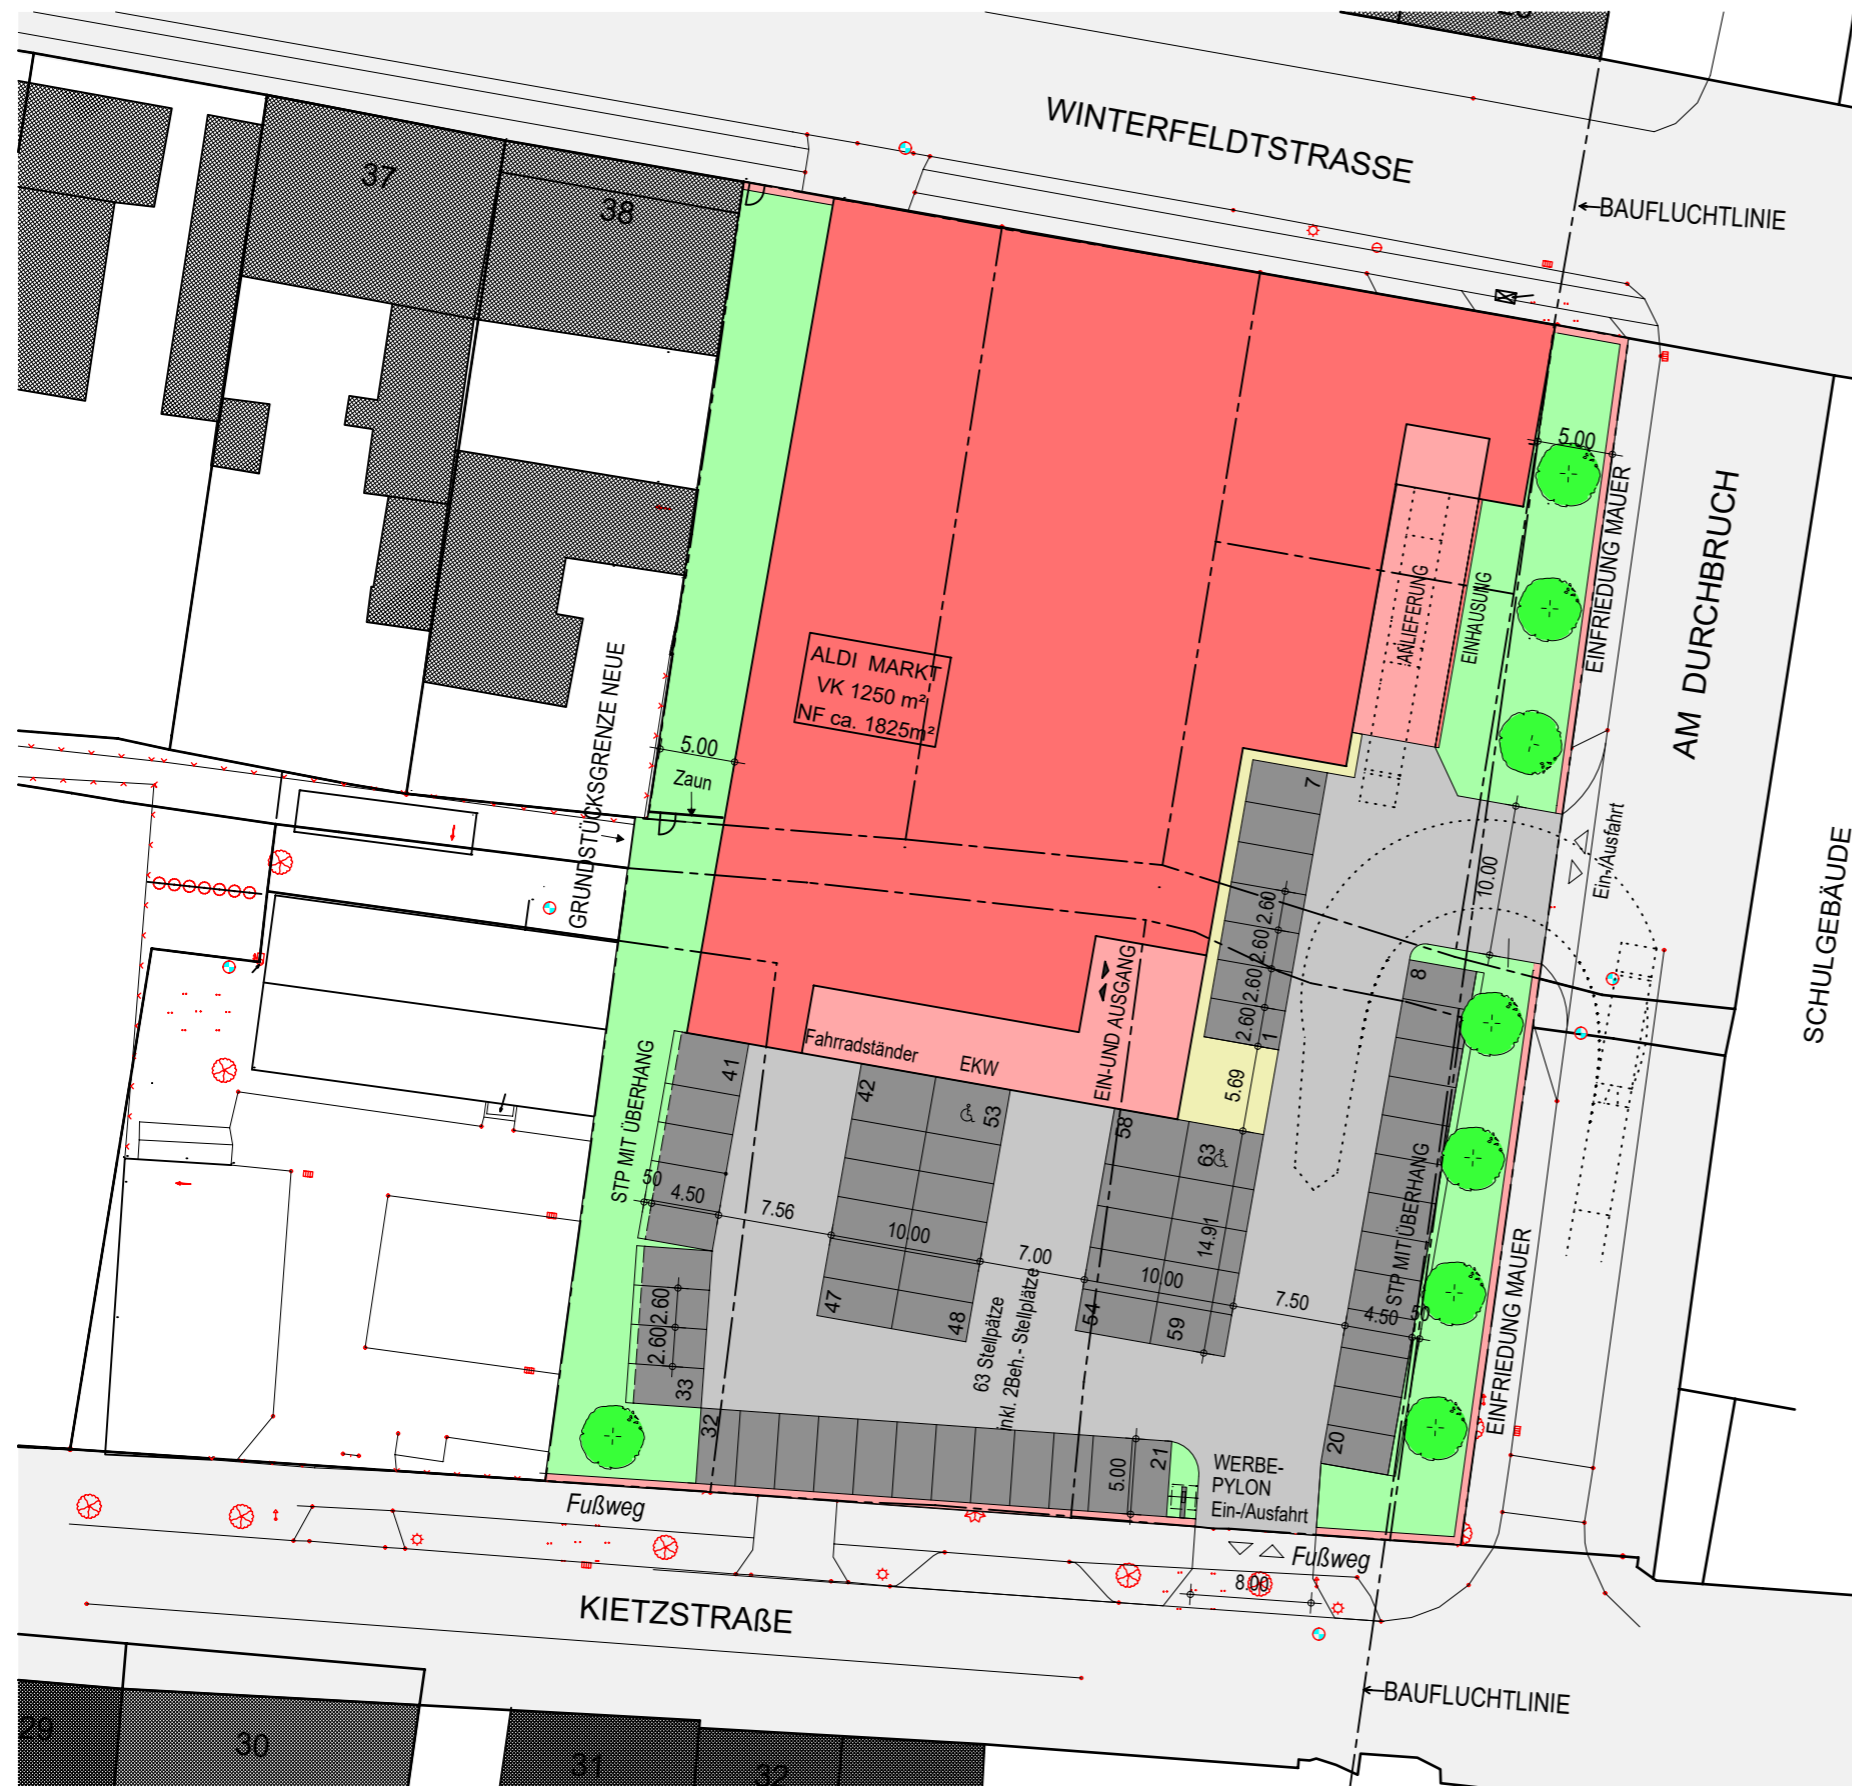 WINTERFELDTSTRASSE
BAUFLUCHTLINIE
37
38
5.00
EINFRIEDUNG MAUER
AM DURCHBRUCH
SCHULGEBÄUDE
ANLIEFERUNG
EINHAUSUNG
ALDI MARKT
VK 1250 m²
NF ca. 1825m²
GRUNDSTÜCKSGRENZE NEUE
5.00
Zaun
7
10.00
Ein-/Ausfahrt
2.60
2.60
2.60
2.60
1
8
5.69
EIN-UND AUSGANG
Fahrradständer
EKW
STP MIT ÜBERHANG
41
42
53
58
63
50
4.50
7.56
10.00
7.00
10.00
14.91
7.50
4.50
50
STP MIT ÜBERHANG
EINFRIEDUNG MAUER
2.60
2.60
33
47
48
54
59
63 Stellpätze
inkl. 2Beh.- Stellplätze
32
21
5.00
20
WERBE-
PYLON
Ein-/Ausfahrt
Fußweg
Fußweg
8.00
KIETZSTRAßE
BAUFLUCHTLINIE
29
30
31
32